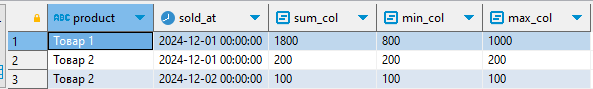 ABC product sold_at sum_col min_col max_col
1 Товар 1 2024-12-01 00:00:00 1800 800 1000
2 Товар 2 2024-12-01 00:00:00 200 200 200
3 Товар 2 2024-12-02 00:00:00 100 100 100